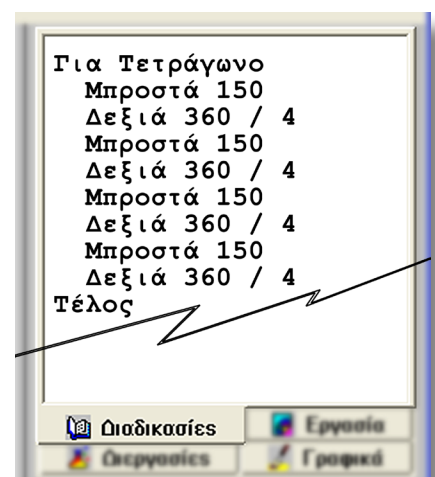 Για Τετράγωνο
Μπροστά 150
Δεξιά 360 / 4
Μπροστά 150
Δεξιά 360 / 4
Μπροστά 150
Δεξιά 360 / 4
Μπροστά 150
Δεξιά 360 / 4
Τέλος
Διαδικασίες Εργασία
Διεργασίες Γραφικά